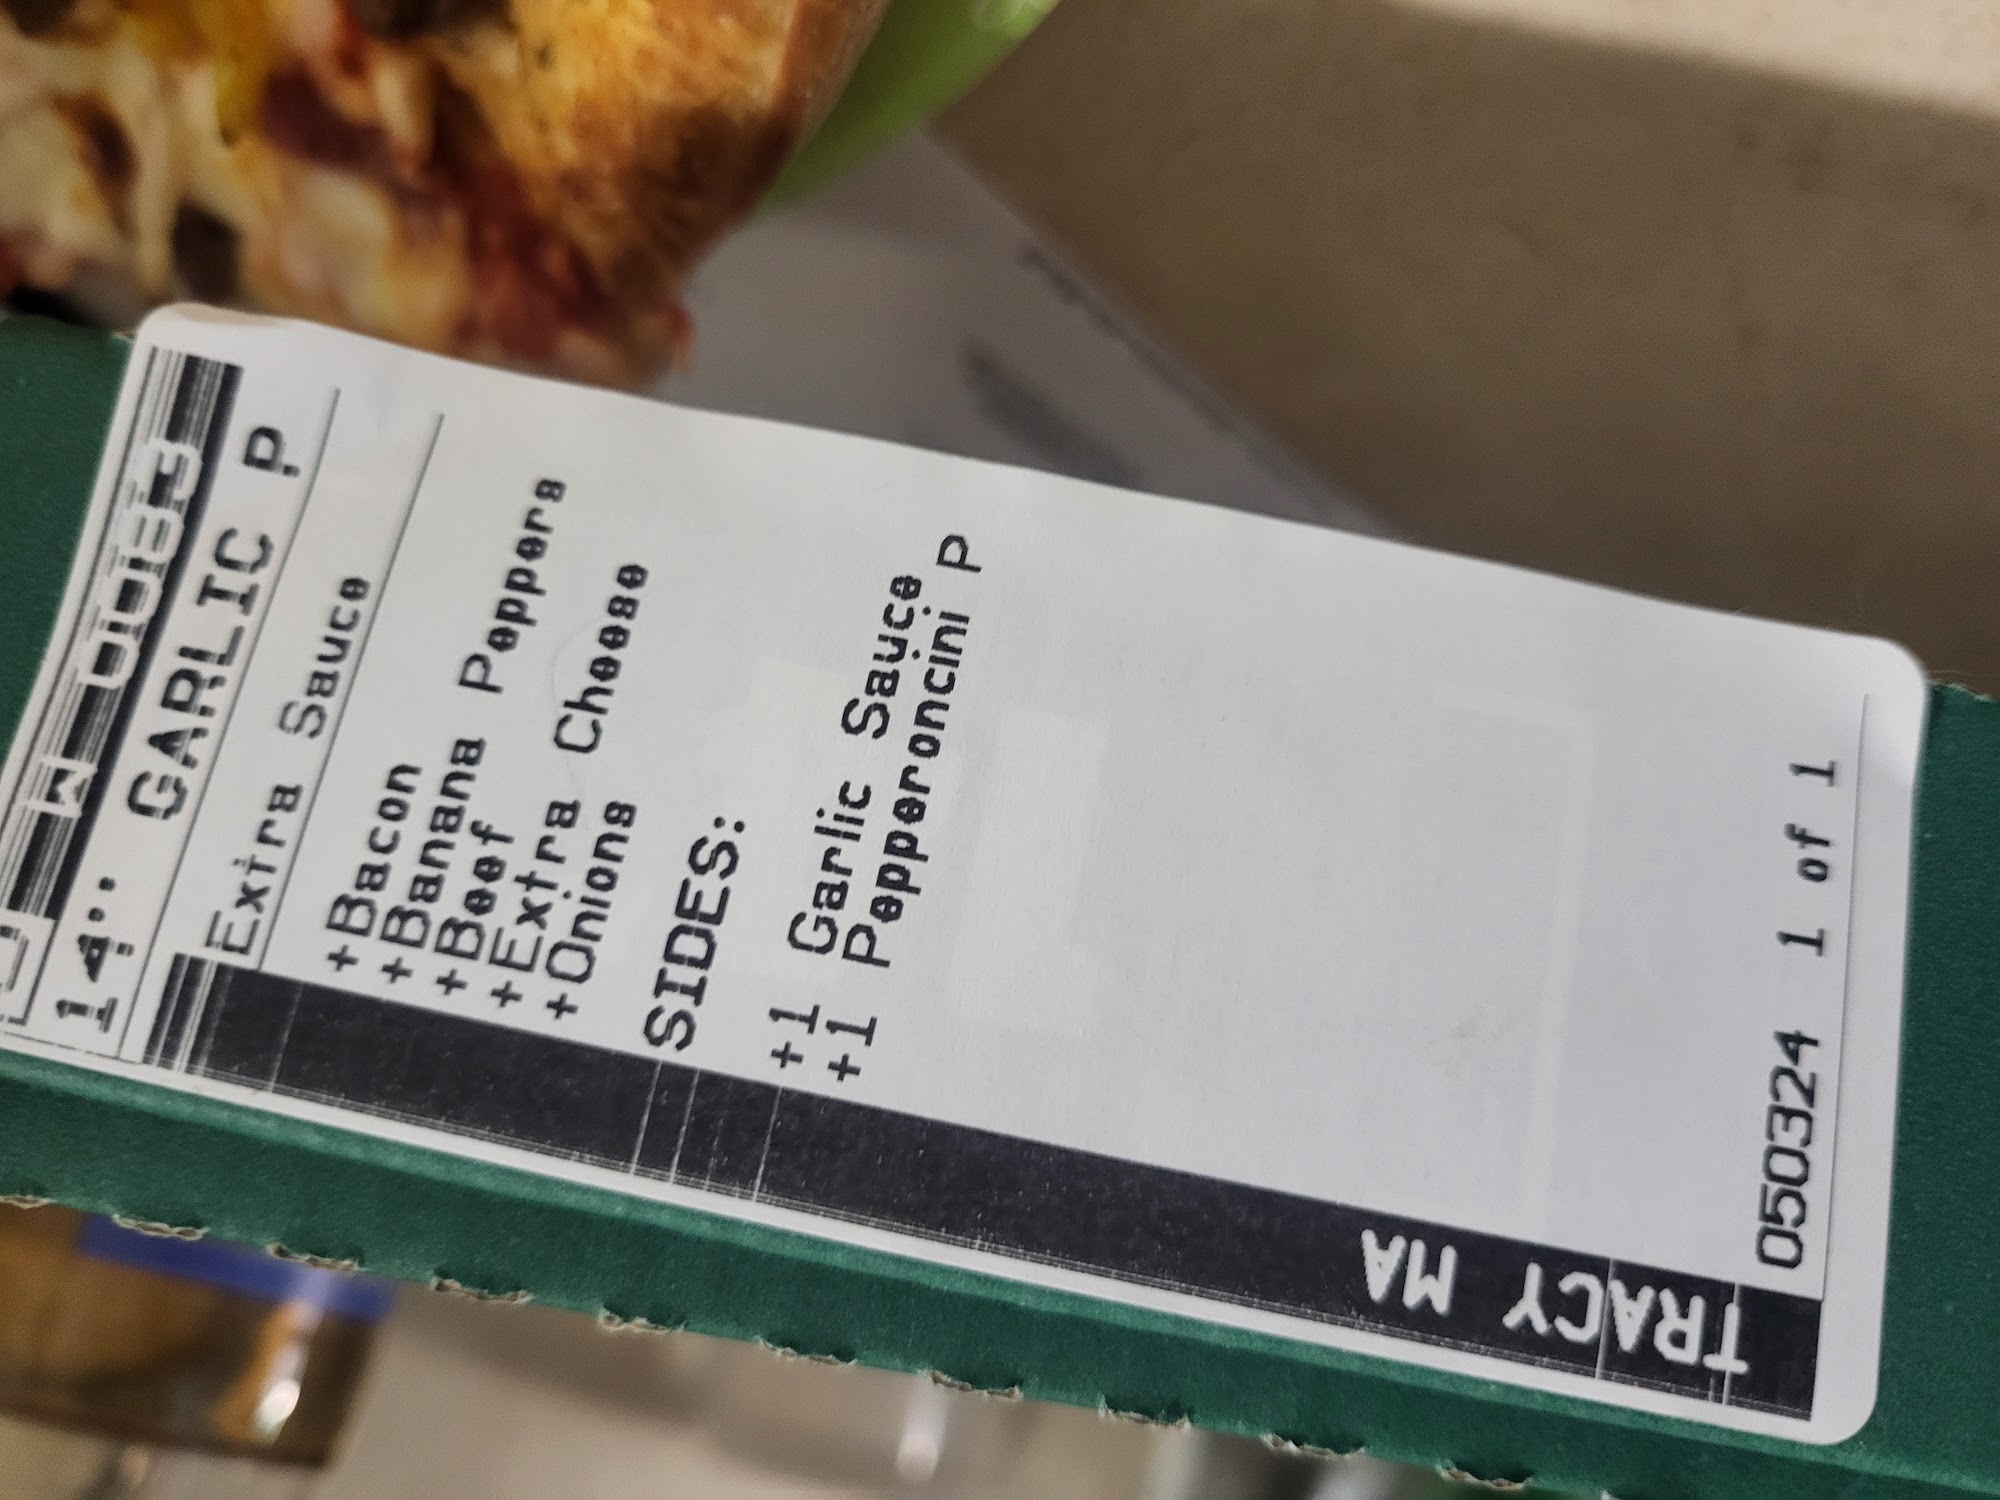 14" GARLIC P
Extra Sauce
+Bacon
+Banana Peppers
+Beef
+Extra Cheese
+Onions
SIDES:
+1 Garlic Sauce
+1 Pepperoncini P
050324 1 of 1
TRACY MA